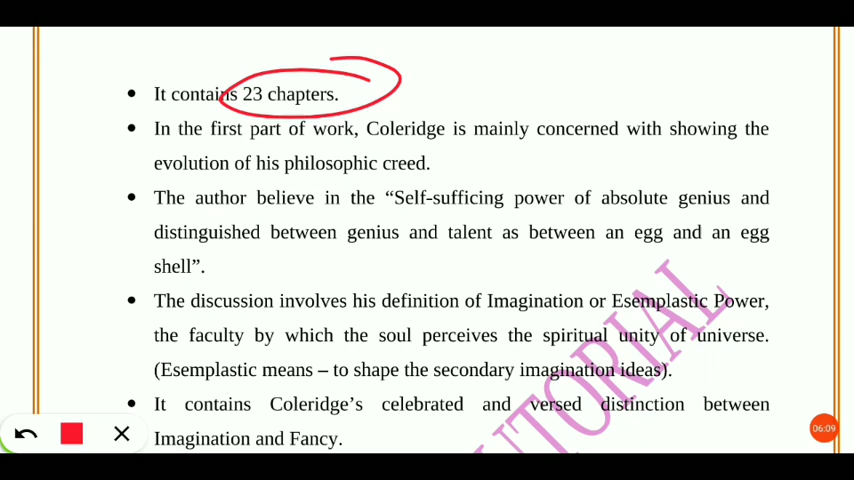 • It contains 23 chapters.
• In the first part of work, Coleridge is mainly concerned with showing the
evolution of his philosophic creed.
• The author believe in the “Self-sufficing power of absolute genius and
distinguished between genius and talent as between an egg and an egg
shell”.
• The discussion involves his definition of Imagination or Esemplastic Power,
the faculty by which the soul perceives the spiritual unity of universe.
(Esemplastic means – to shape the secondary imagination ideas).
• It contains Coleridge’s celebrated and versed distinction between
Imagination and Fancy.
UTORIAL
06:09